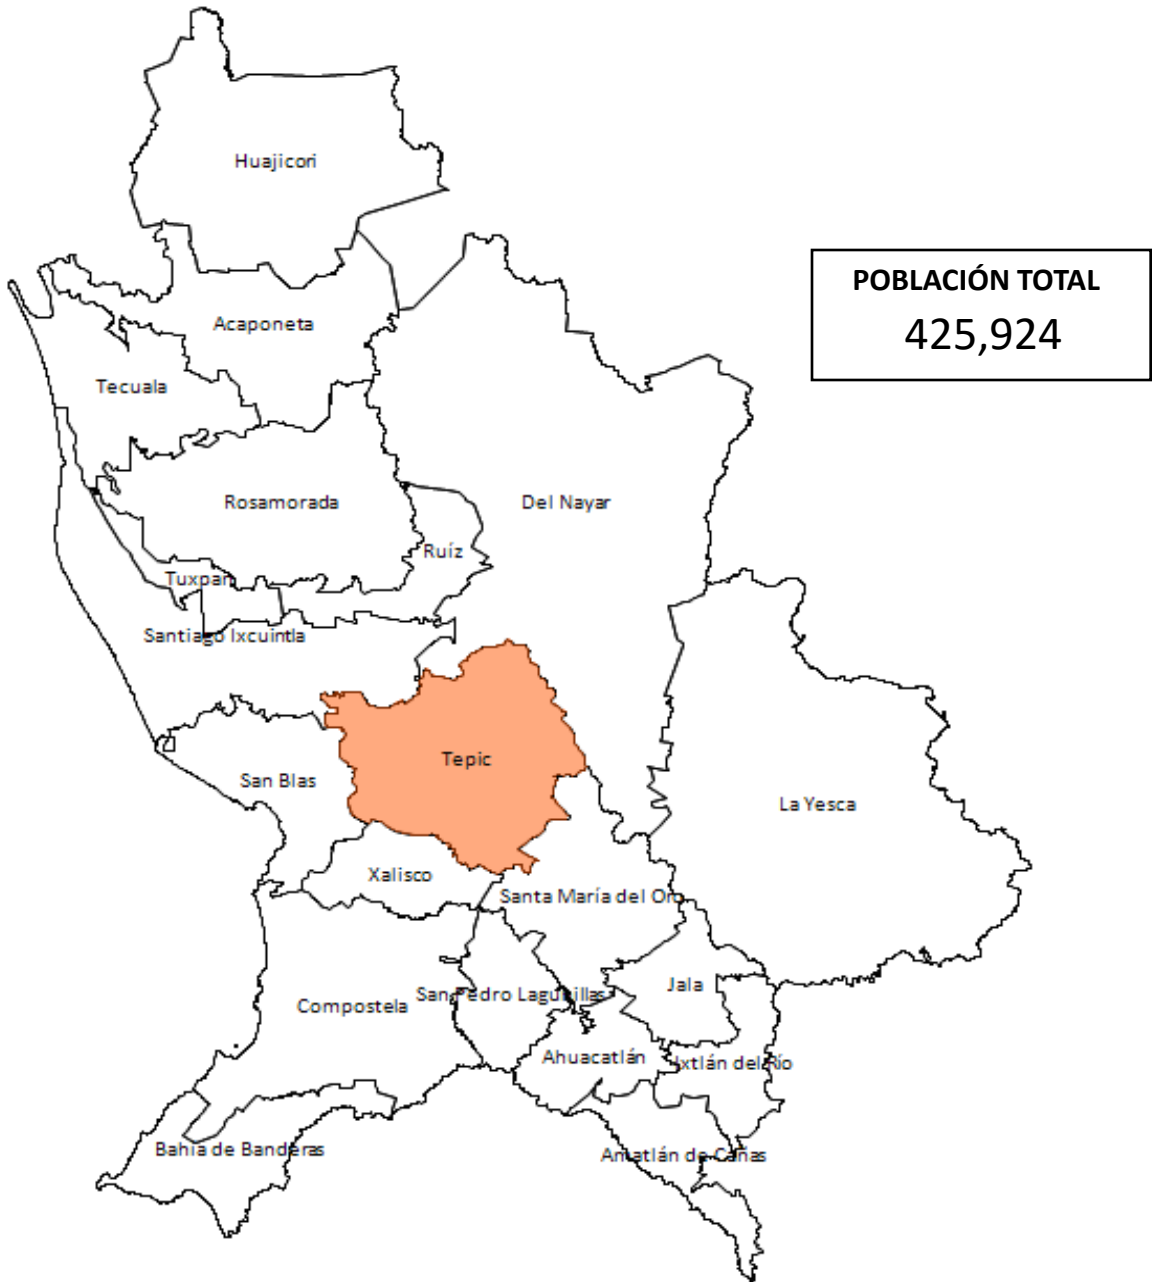 Huajicori
POBLACIÓN TOTAL
425,924
Acaponeta
Tecuala
Rosamorada
Del Nayar
Ruíz
Tuxpan
Santiago Ixcuintla
Tepic
San Blas
La Yesca
Xalisco
Santa María del Oro
Jala
San Pedro Lagunillas
Compostela
Ahuacatlán
Ixtlán del Río
Bahía de Banderas
Amatlán de Cañas